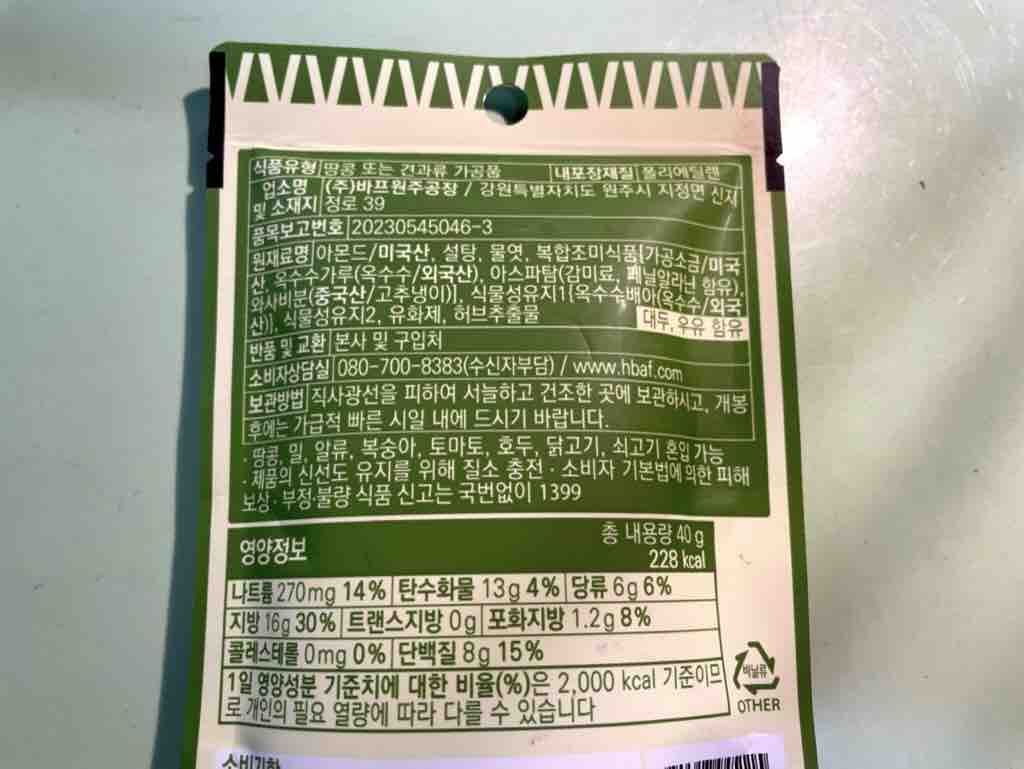 식품유형 땅콩 또는 견과류 가공품 내포장재질 폴리에틸렌
업소명 및 소재지 (주)바프원주공장 / 강원특별자치도 원주시 지정면 신지
정로 39
품목보고번호 20230545046-3
원재료명 아몬드/미국산, 설탕, 물엿, 복합조미식품[가공소금/미국
산, 옥수수가루(옥수수/외국산), 아스파탐(감미료, 페닐알라닌 함유),
와사비분(중국산/고추냉이)], 식물성유지1[옥수수배아(옥수수/외국
산)], 식물성유지2, 유화제, 허브추출물
대두, 우유 함유
반품 및 교환 본사 및 구입처
소비자상담실 080-700-8383(수신자부담) / www.hbaf.com
보관방법 직사광선을 피하여 서늘하고 건조한 곳에 보관하시고, 개봉
후에는 가급적 빠른 시일 내에 드시기 바랍니다.
· 땅콩, 밀, 알류, 복숭아, 토마토, 호두, 닭고기, 쇠고기 혼입 가능
· 제품의 신선도 유지를 위해 질소 충전 · 소비자 기본법에 의한 피해
보상 · 부정·불량 식품 신고는 국번없이 1399
영양정보
총 내용량 40 g
228 kcal
나트륨 270mg 14% 탄수화물 13g 4% 당류 6g 6%
지방 16g 30% 트랜스지방 0g 포화지방 1.2g 8%
콜레스테롤 0mg 0% 단백질 8g 15%
1일 영양성분 기준치에 대한 비율(%)은 2,000 kcal 기준이므
로 개인의 필요 열량에 따라 다를 수 있습니다
비닐류
OTHER
소비기한